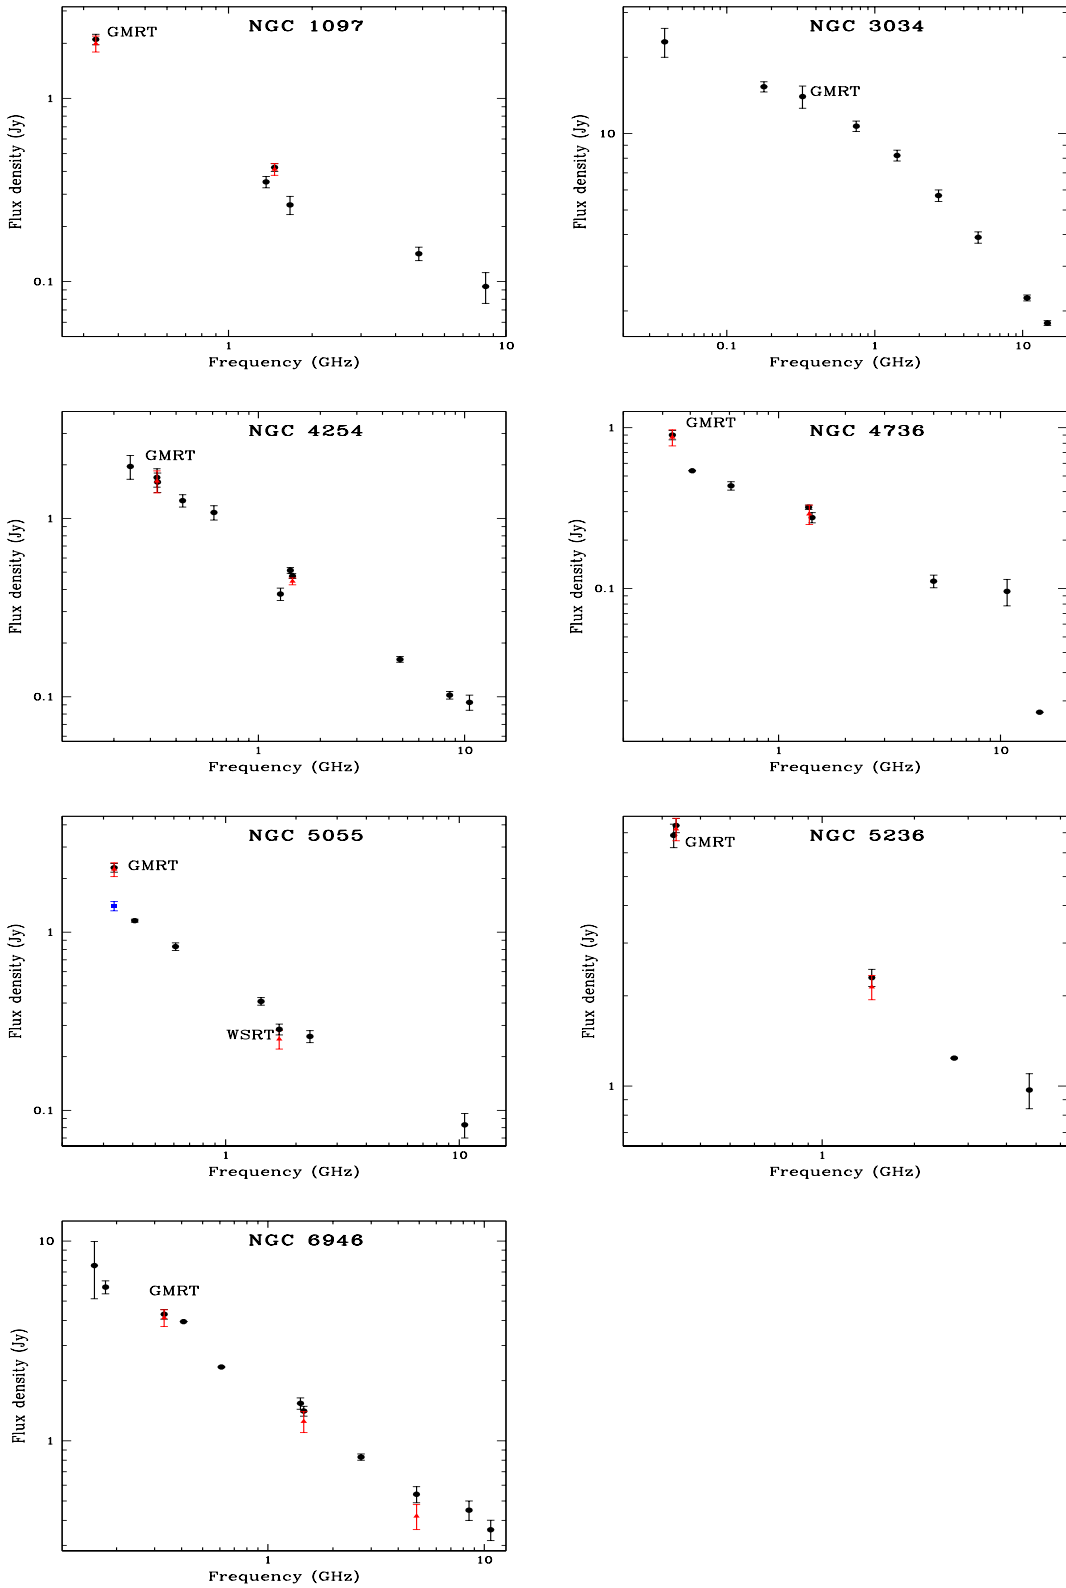 NGC 1097
GMRT
1
0.1
Flux density (Jy)
1
10
Frequency (GHz)
NGC 3034
GMRT
10
Flux density (Jy)
0.1
1
10
Frequency (GHz)
NGC 4254
GMRT
1
0.1
Flux density (Jy)
1
10
Frequency (GHz)
NGC 4736
GMRT
1
0.1
Flux density (Jy)
1
10
Frequency (GHz)
NGC 5055
GMRT
WSRT
1
0.1
Flux density (Jy)
1
10
Frequency (GHz)
NGC 5236
GMRT
1
Flux density (Jy)
1
Frequency (GHz)
NGC 6946
GMRT
10
1
Flux density (Jy)
1
10
Frequency (GHz)